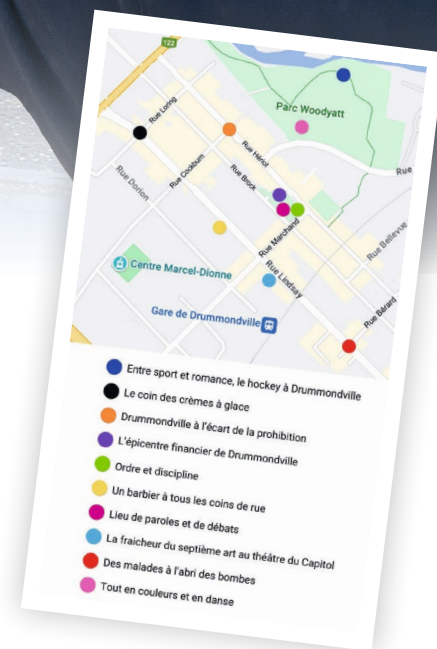 122
Parc Woodyatt
Rue Loring
Rue Hériot
Rue
Rue Cockburn
Rue Brock
Rue Dorion
Rue Marchand
Rue Bellevue
Centre Marcel-Dionne
Rue Lindsay
Gare de Drummondville
Rue Bérard
Entre sport et romance, le hockey à Drummondville
Le coin des crèmes à glace
Drummondville à l'écart de la prohibition
L'épicentre financier de Drummondville
Ordre et discipline
Un barbier à tous les coins de rue
Lieu de paroles et de débats
La fraicheur du septième art au théâtre du Capitol
Des malades à l'abri des bombes
Tout en couleurs et en danse